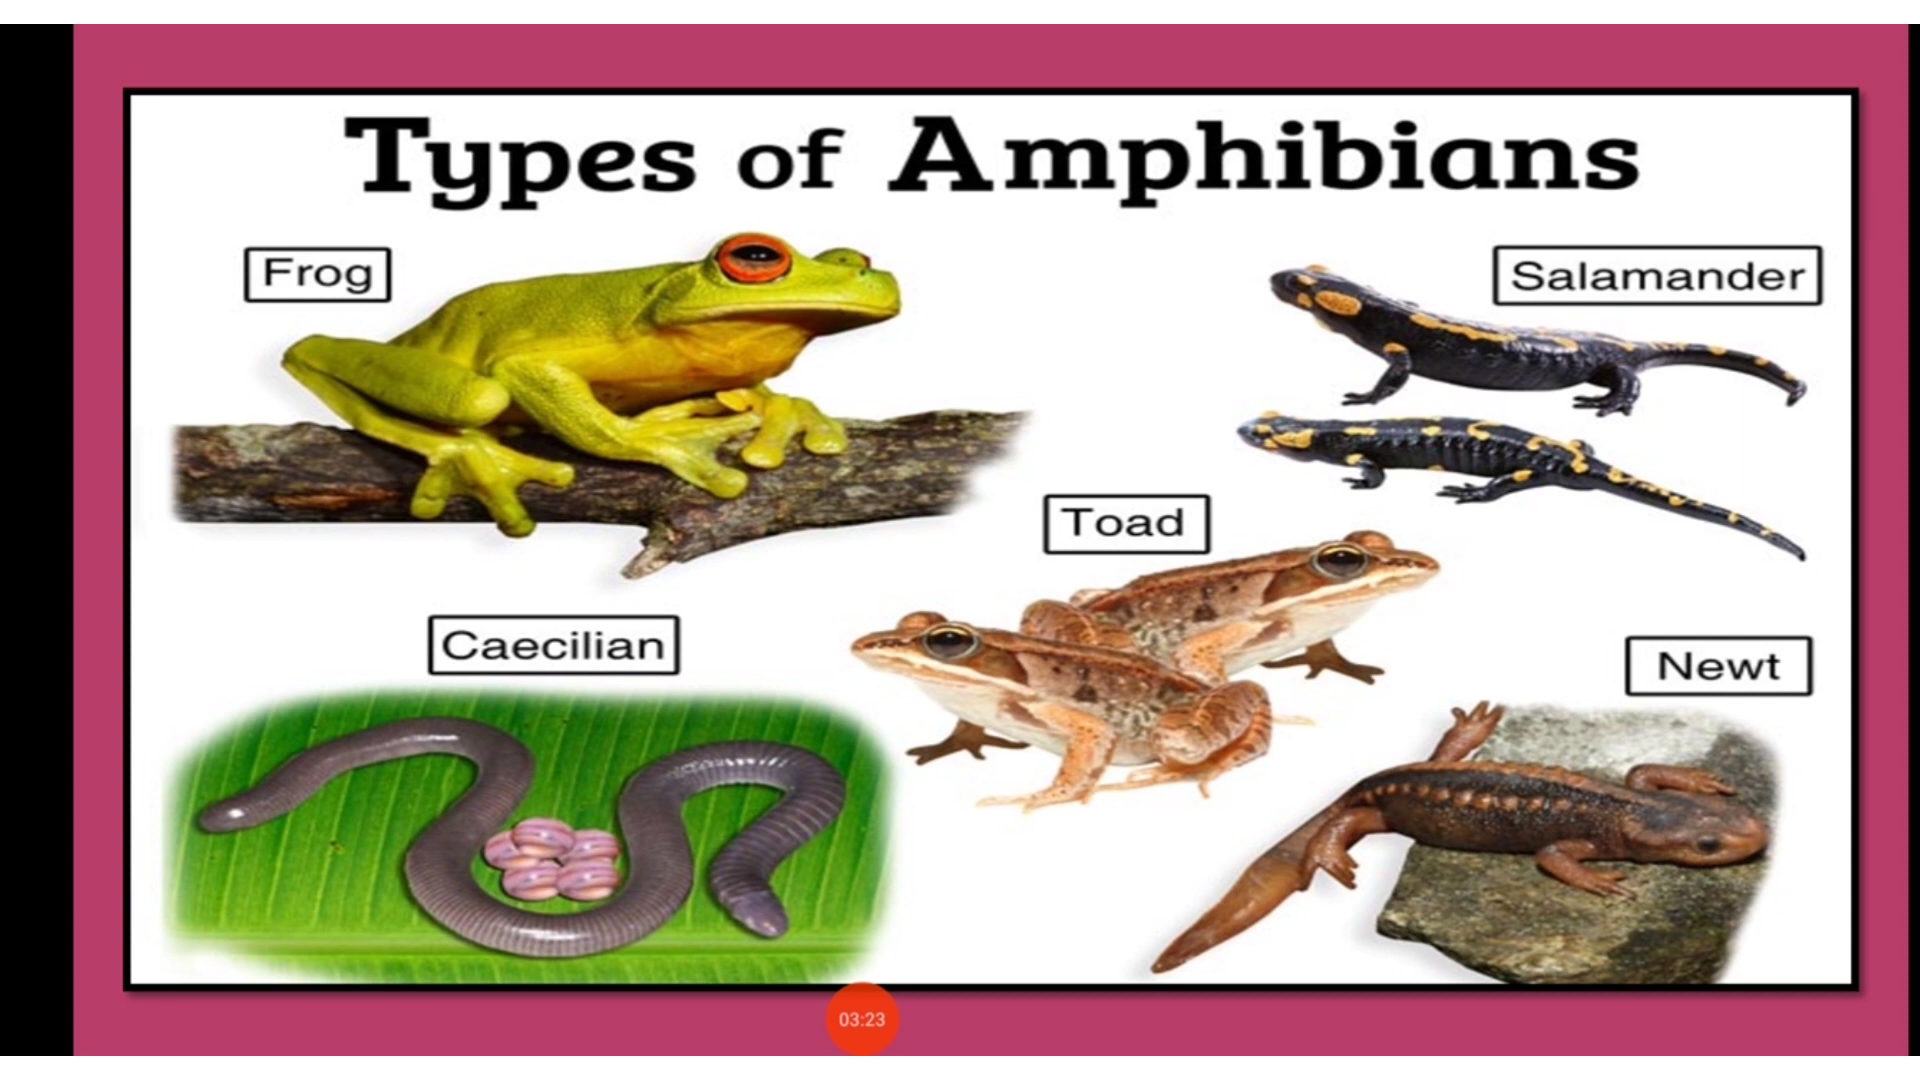 Types of Amphibians
Frog
Salamander
Toad
Caecilian
Newt
03:23